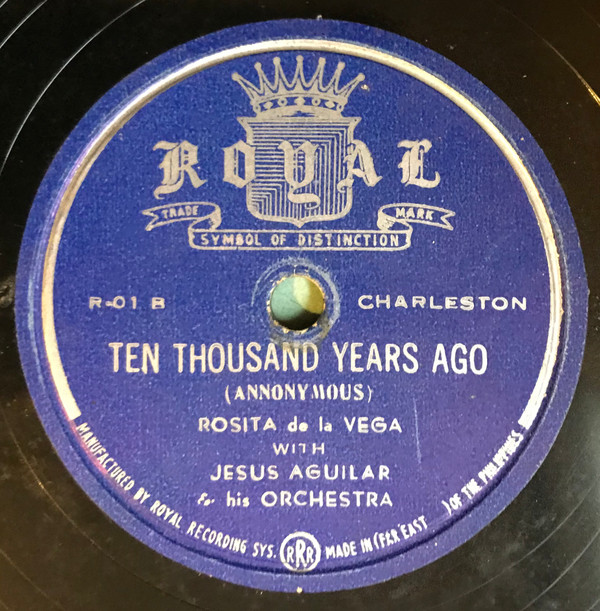 ROYAL
TRADE MARK
SYMBOL OF DISTINCTION
R-01 B CHARLESTON
TEN THOUSAND YEARS AGO
(ANNONYMOUS)
ROSITA de la VEGA
WITH
JESUS AGUILAR
& his ORCHESTRA
MANUFACTURED BY ROYAL RECORDING SYS. RRR MADE IN (FAR EAST ) OF THE PHILIPPINES